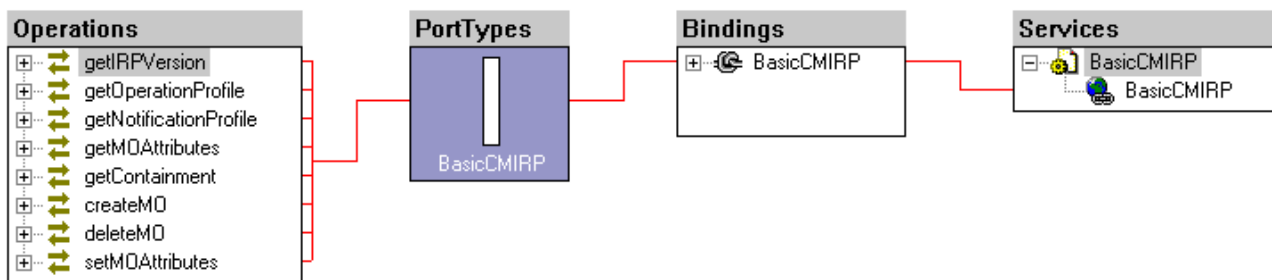 Operations
getIRPVersion
getOperationProfile
getNotificationProfile
getMOAttributes
getContainment
createMO
deleteMO
setMOAttributes
PortTypes
BasicCMIRP
Bindings
BasicCMIRP
Services
BasicCMIRP
BasicCMIRP